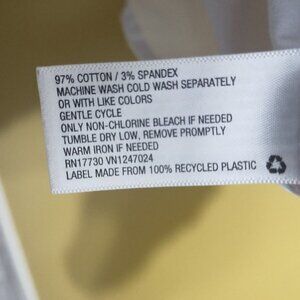 97% COTTON / 3% SPANDEX
MACHINE WASH COLD WASH SEPARATELY
OR WITH LIKE COLORS
GENTLE CYCLE
ONLY NON-CHLORINE BLEACH IF NEEDED
TUMBLE DRY LOW, REMOVE PROMPTLY
WARM IRON IF NEEDED
RN17730 VN1247024
LABEL MADE FROM 100% RECYCLED PLASTIC